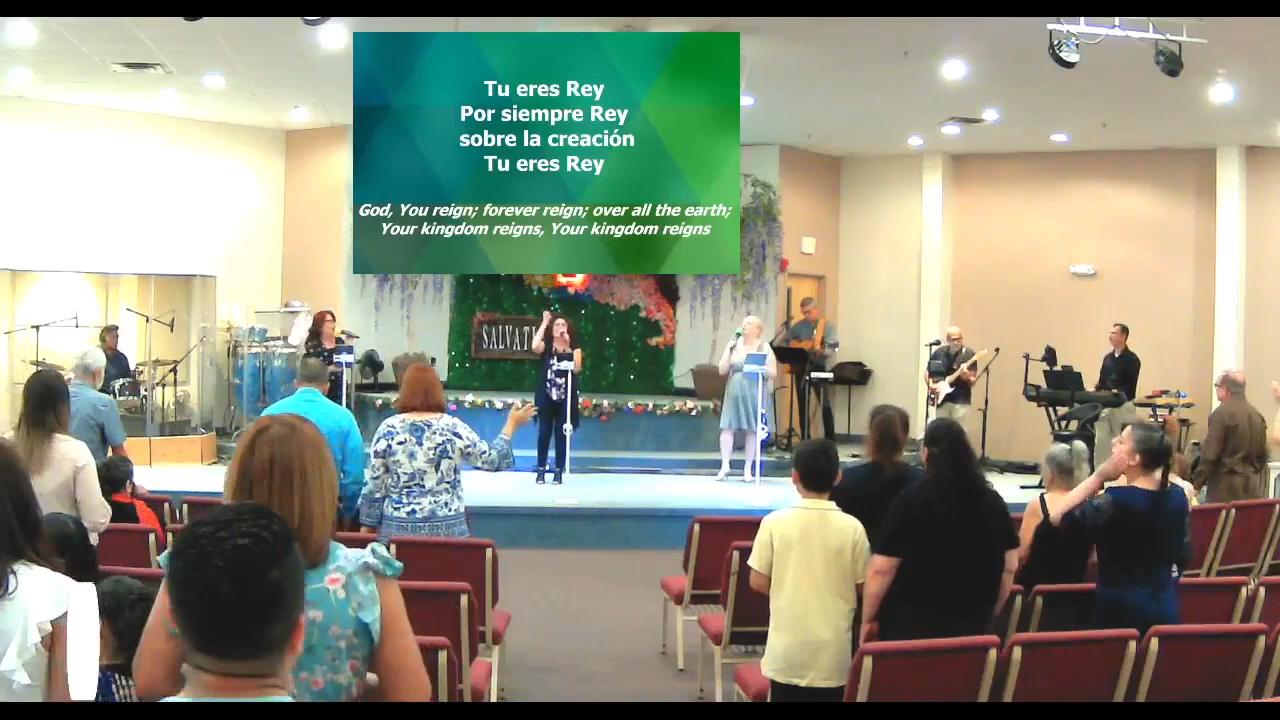 Tu eres Rey
Por siempre Rey
sobre la creación
Tu eres Rey
God, You reign; forever reign; over all the earth;
Your kingdom reigns, Your kingdom reigns